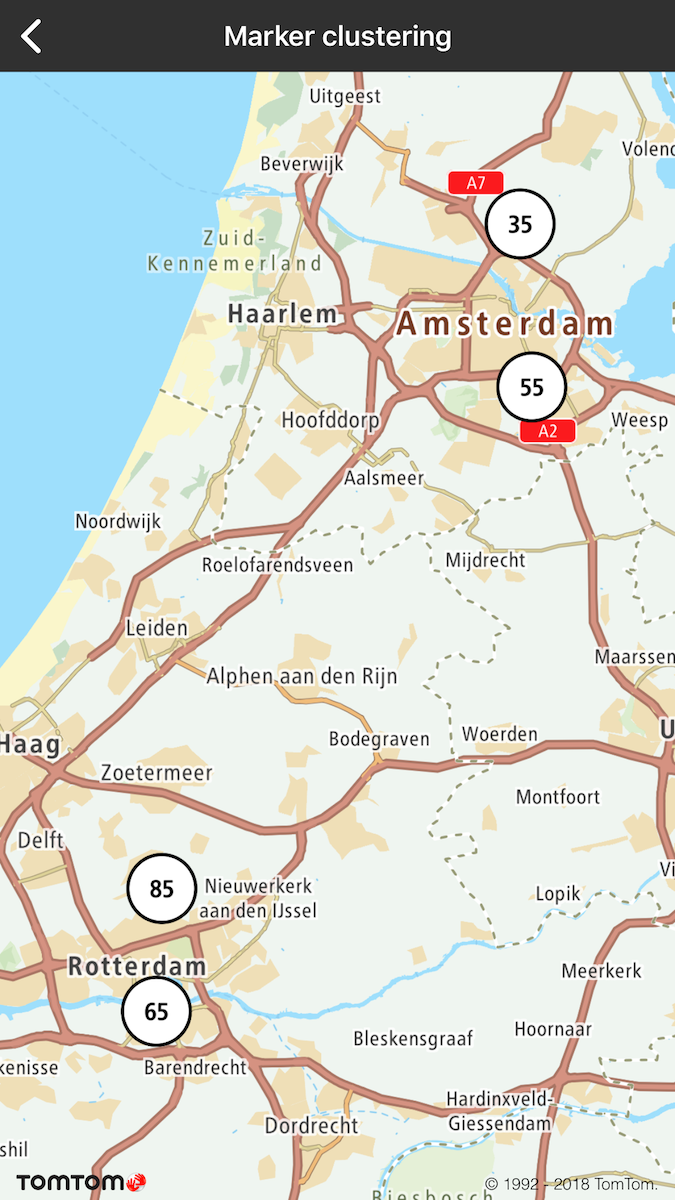 Marker clustering
Uitgeest
Volend
Beverwijk
A7
35
Zuid-
Kennemerland
Haarlem
Amsterdam
55
Hoofddorp
A2
Weesp
Aalsmeer
Noordwijk
Roelofarendsveen
Mijdrecht
Leiden
Maarssen
Alphen aan den Rijn
Haag
Bodegraven
Woerden
U
Zoetermeer
Montfoort
Delft
Vi
85
Nieuwerkerk
aan den IJssel
Lopik
Rotterdam
Meerkerk
65
Hoornaar
Bleskensgraaf
kenisse
Barendrecht
Hardinxveld-
Giessendam
Dordrecht
shil
TOMTOM
© 1992 - 2018 TomTom.
Biesbosch